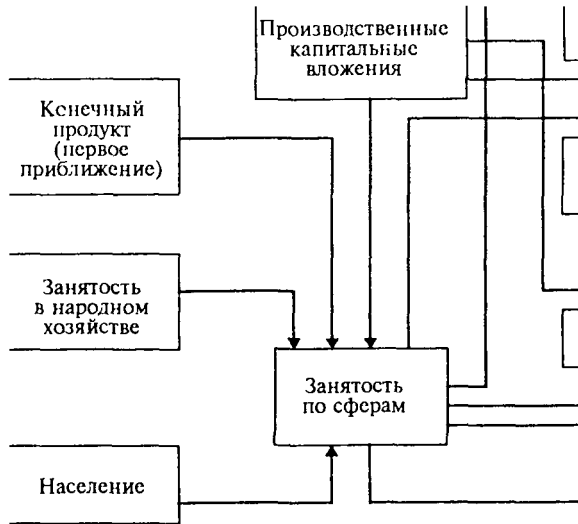 Производственные
капитальные
вложения
Конечный
продукт
(первое
приближение)
Занятость
в народном
хозяйстве
Занятость
по сферам
Население